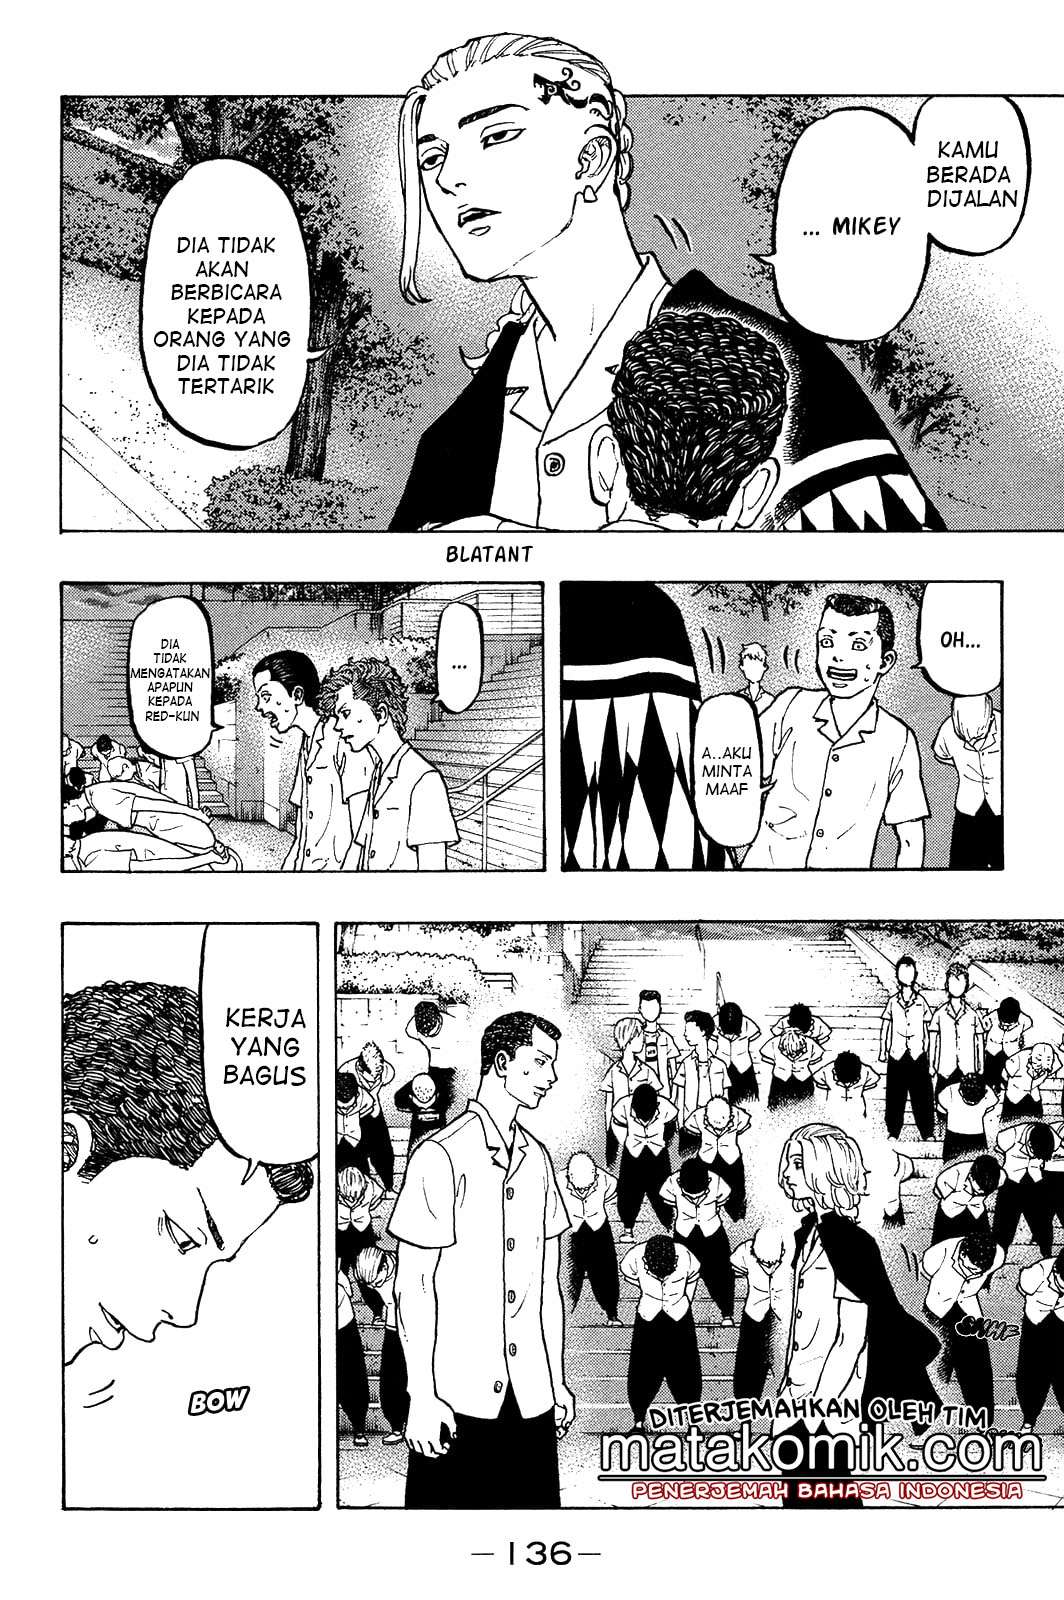 KAMU
BERADA
DIJALAN
... MIKEY
DIA TIDAK
AKAN
BERBICARA
KEPADA
ORANG YANG
DIA TIDAK
TERTARIK
BLATANT
OH...
A..AKU
MINTA
MAAF
...
DIA
TIDAK
MENGATAKAN
APAPUN
KEPADA
RED-KUN
KERJA
YANG
BAGUS
BOW
DITERJEMAHKAN OLEH TIM
matakomik.com
PENERJEMAH BAHASA INDONESIA
—136—